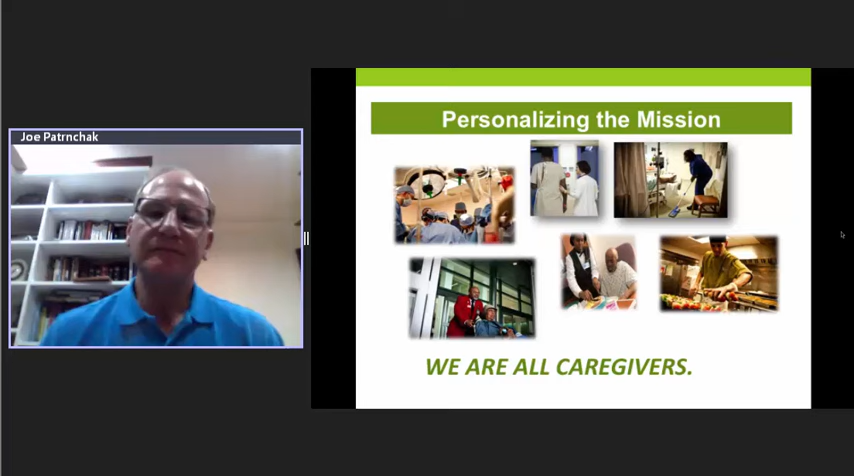 Joe Patrnchak
Personalizing the Mission
WE ARE ALL CAREGIVERS.